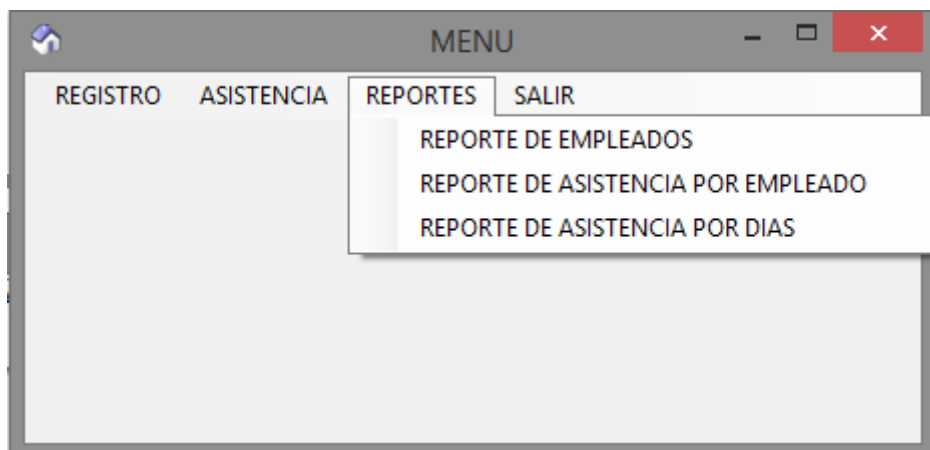 MENU
REGISTRO ASISTENCIA REPORTES SALIR
REPORTE DE EMPLEADOS
REPORTE DE ASISTENCIA POR EMPLEADO
REPORTE DE ASISTENCIA POR DIAS